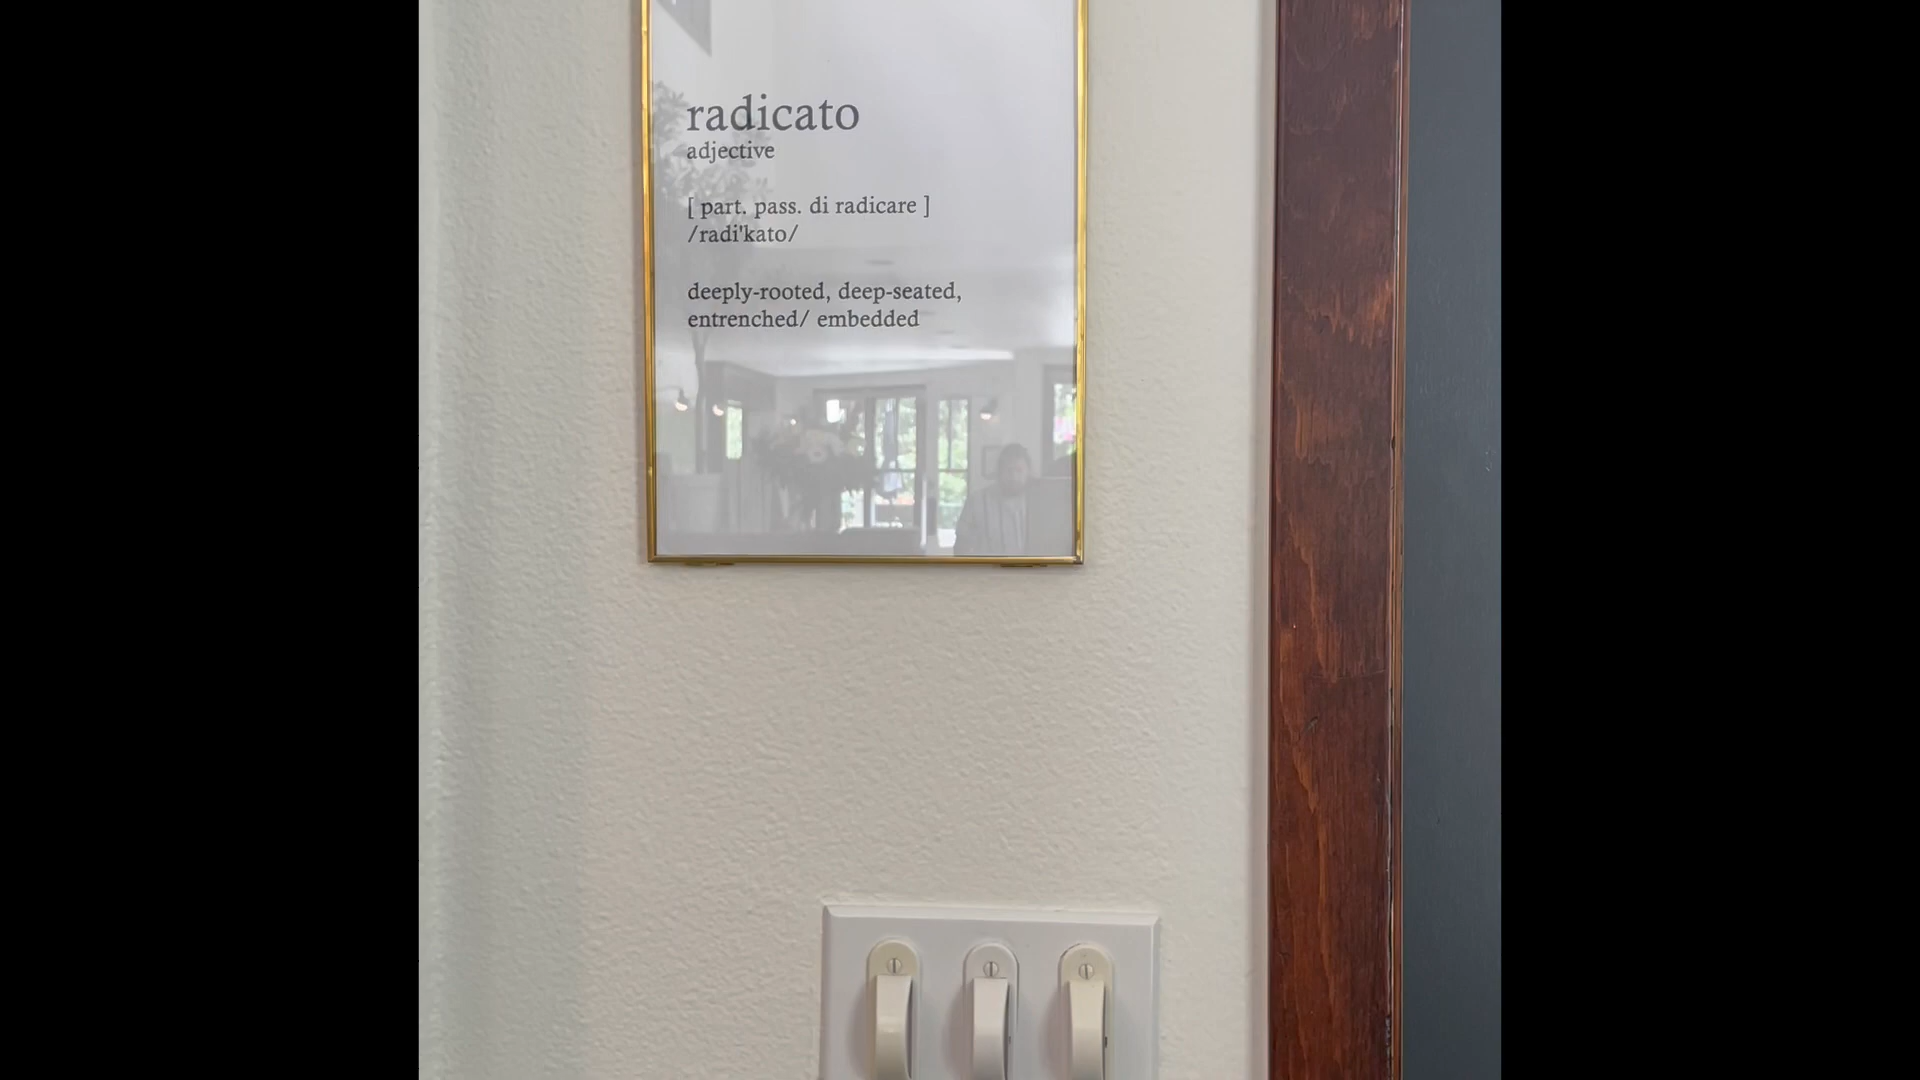 radicato
adjective
[ part. pass. di radicare ]
/radi'kato/
deeply-rooted, deep-seated,
entrenched/ embedded